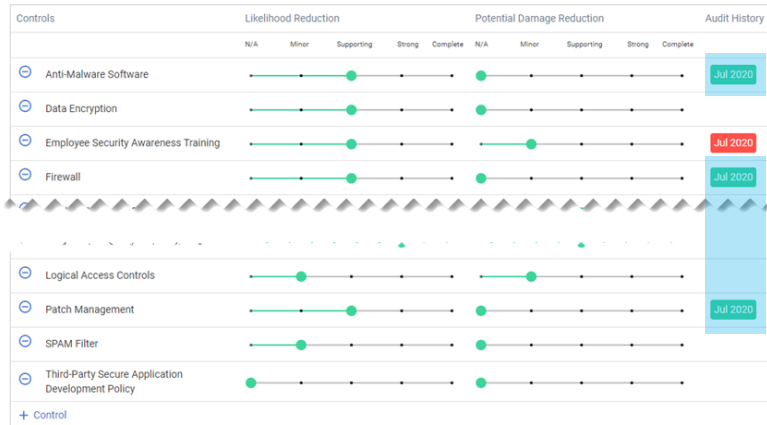 Controls Likelihood Reduction Potential Damage Reduction Audit History
N/A Minor Supporting Strong Complete N/A Minor Supporting Strong Complete
Anti-Malware Software Jul 2020
Data Encryption
Employee Security Awareness Training Jul 2020
Firewall Jul 2020
Logical Access Controls
Patch Management Jul 2020
SPAM Filter
Third-Party Secure Application
Development Policy
+ Control